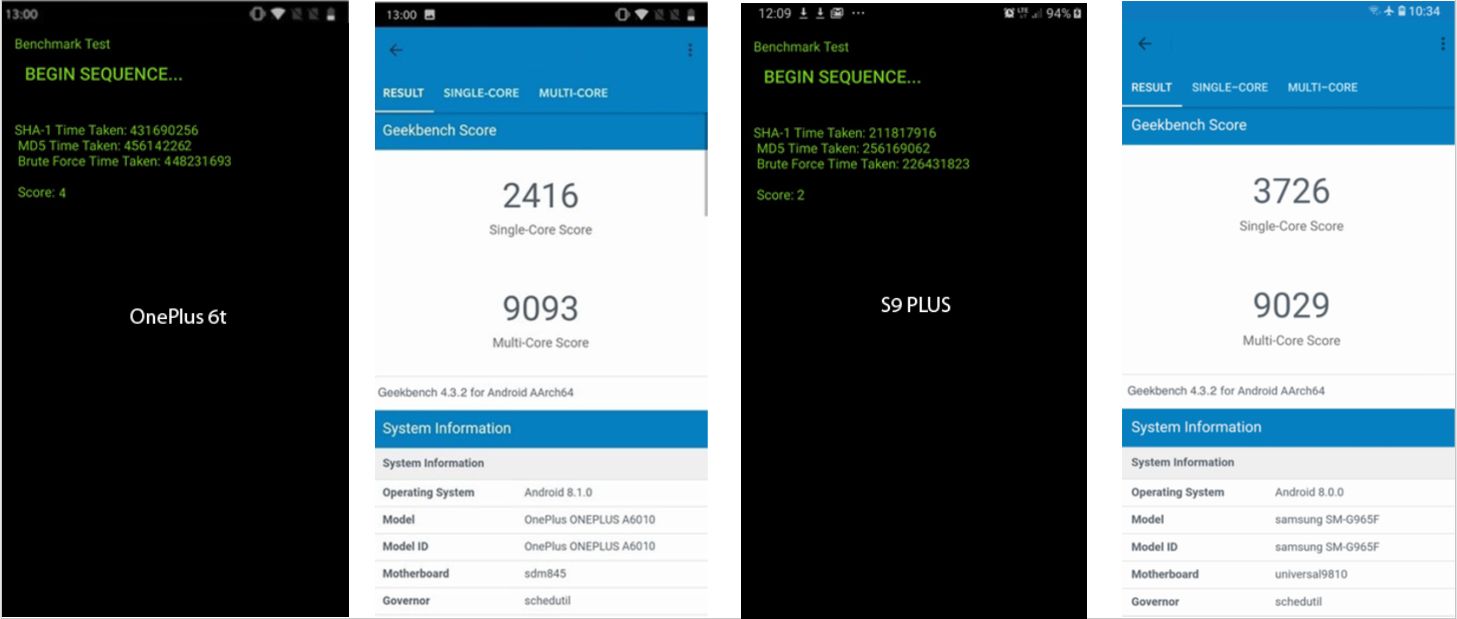 13:00
Benchmark Test
BEGIN SEQUENCE...
SHA-1 Time Taken: 431690256
MD5 Time Taken: 456142262
Brute Force Time Taken: 448231693
Score: 4
OnePlus 6t
13:00
RESULT SINGLE-CORE MULTI-CORE
Geekbench Score
2416
Single-Core Score
9093
Multi-Core Score
Geekbench 4.3.2 for Android AArch64
System Information
System Information
Operating System Android 8.1.0
Model OnePlus ONEPLUS A6010
Model ID OnePlus ONEPLUS A6010
Motherboard sdm845
Governor schedutil
12:09 ... LTE 94%
Benchmark Test
BEGIN SEQUENCE...
SHA-1 Time Taken: 211817916
MD5 Time Taken: 256169062
Brute Force Time Taken: 226431823
Score: 2
S9 PLUS
10:34
RESULT SINGLE-CORE MULTI-CORE
Geekbench Score
3726
Single-Core Score
9029
Multi-Core Score
Geekbench 4.3.2 for Android AArch64
System Information
System Information
Operating System Android 8.0.0
Model samsung SM-G965F
Model ID samsung SM-G965F
Motherboard universal9810
Governor schedutil